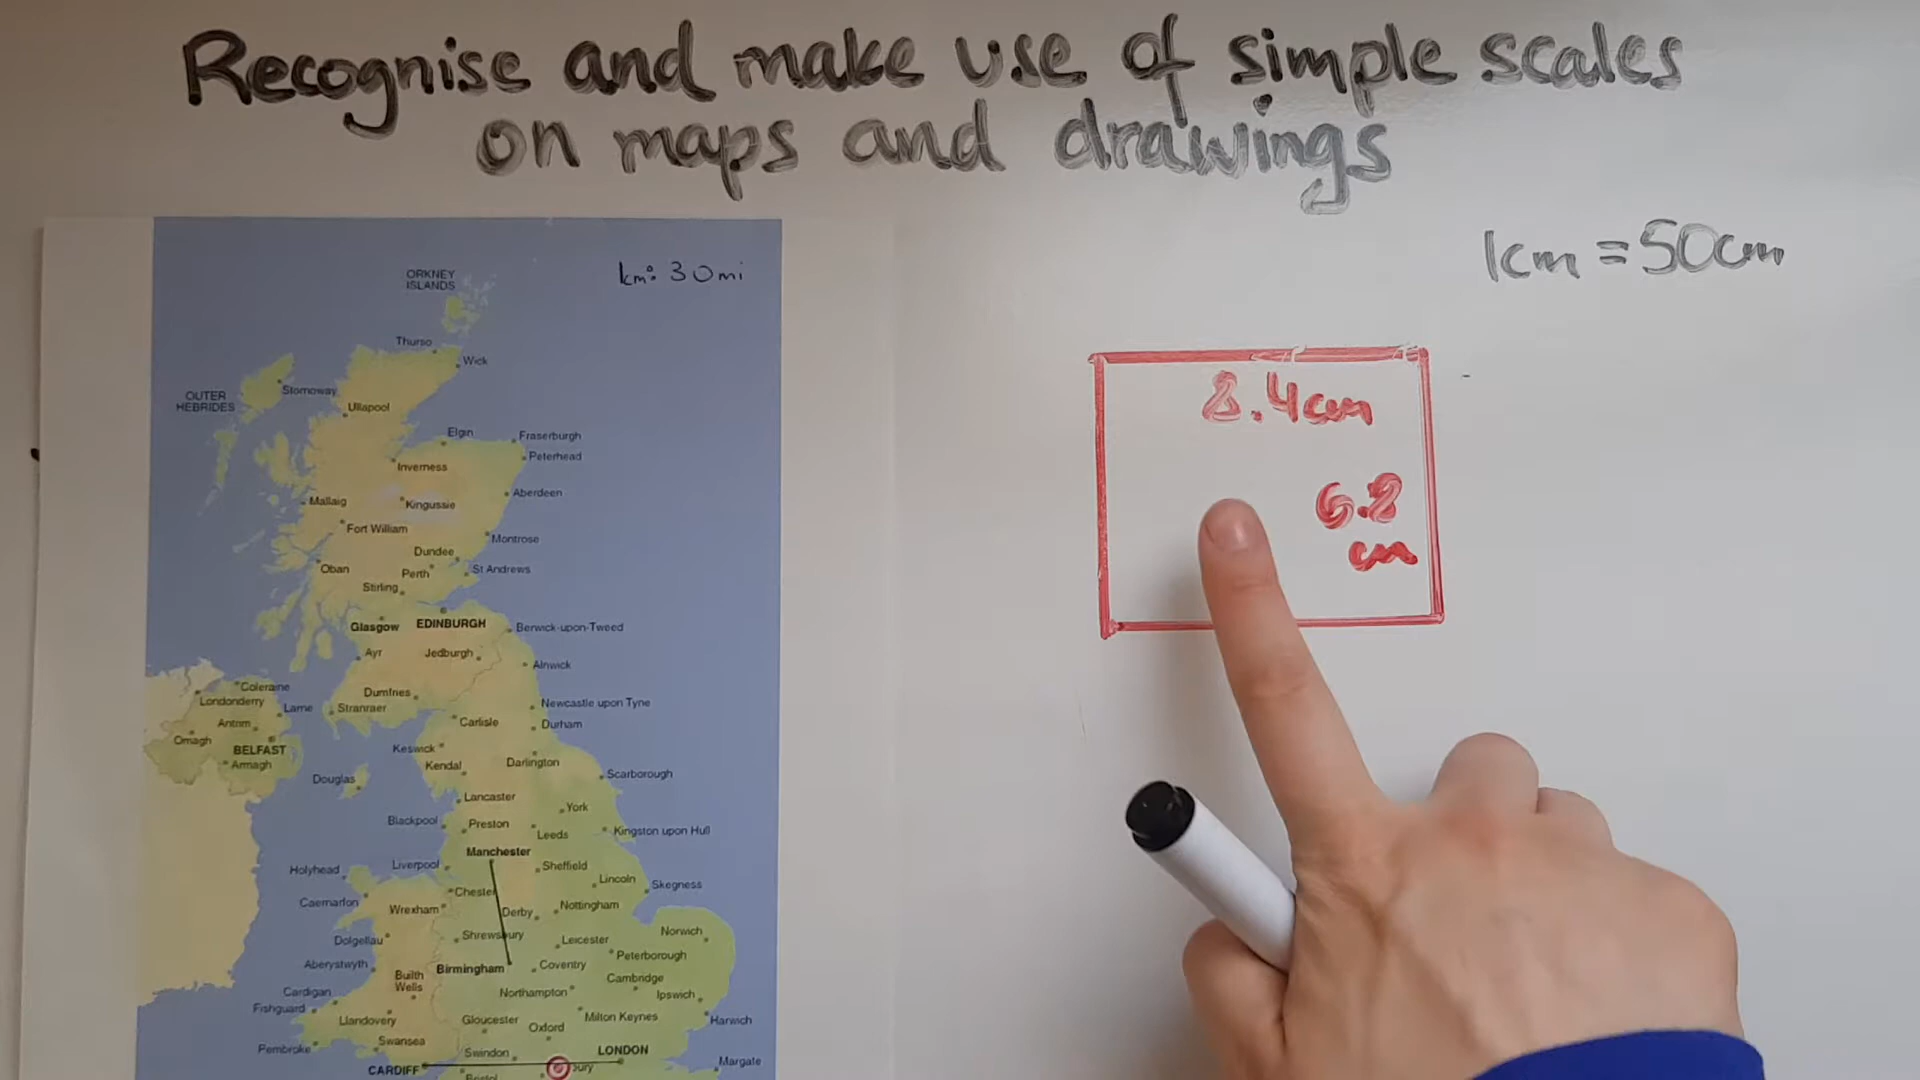 Recognise and make use of simple scales
on maps and drawings
1cm = 50cm
8.4cm
6.8
cm
1cm: 30mi
ORKNEY
ISLANDS
Thurso
Wick
OUTER
HEBRIDES
Stornoway
Ullapool
Elgin
Fraserburgh
Peterhead
Inverness
Aberdeen
Mallaig
Kingussie
Fort William
Montrose
Dundee
Oban
Perth
St Andrews
Stirling
Glasgow
EDINBURGH
Berwick-upon-Tweed
Ayr
Jedburgh
Alnwick
Coleraine
Londonderry
Larne
Dumfries
Stranraer
Newcastle upon Tyne
Antrim
Carlisle
Durham
Omagh
BELFAST
Keswick
Armagh
Kendal
Darlington
Douglas
Scarborough
Lancaster
York
Blackpool
Preston
Leeds
Kingston upon Hull
Manchester
Liverpool
Sheffield
Holyhead
Lincoln
Skegness
Chester
Caernarfon
Wrexham
Derby
Nottingham
Dolgellau
Shrewsbury
Leicester
Norwich
Aberystwyth
Birmingham
Coventry
Peterborough
Builth
Wells
Cambridge
Cardigan
Northampton
Ipswich
Fishguard
Llandovery
Gloucester
Oxford
Milton Keynes
Harwich
Pembroke
Swansea
Swindon
LONDON
Margate
CARDIFF
Bristol